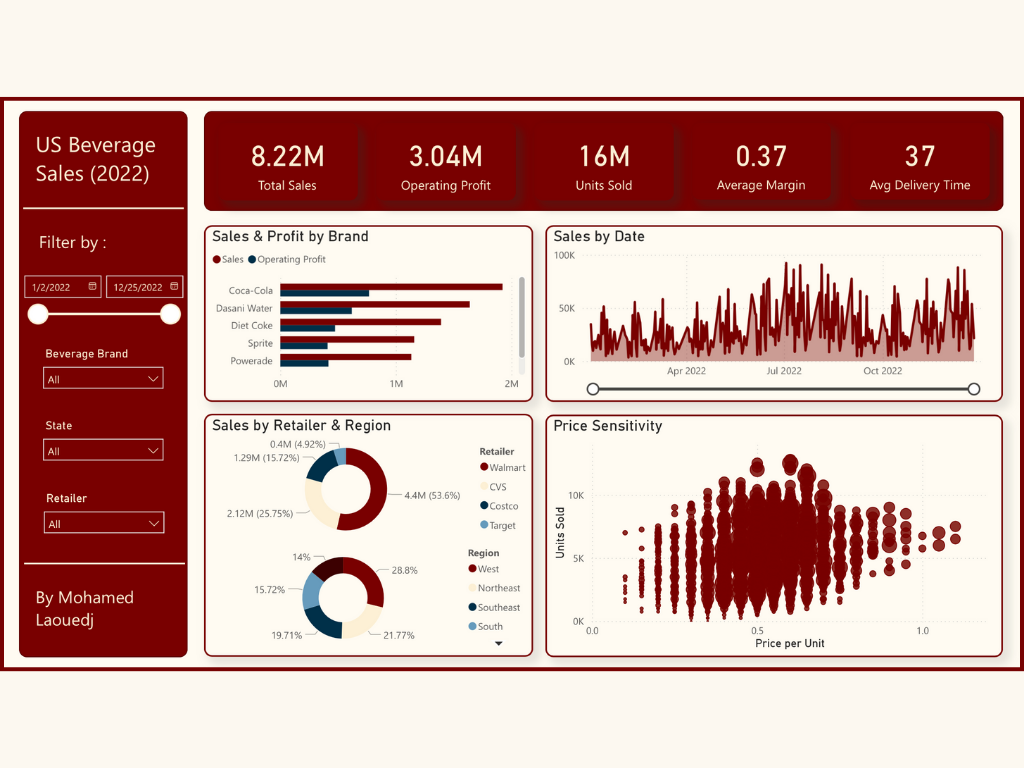 US Beverage
Sales (2022)
Filter by :
1/2/2022
12/25/2022
Beverage Brand
All
State
All
Retailer
All
By Mohamed
Laouedj
8.22M
Total Sales
3.04M
Operating Profit
16M
Units Sold
0.37
Average Margin
37
Avg Delivery Time
Sales & Profit by Brand
Sales Operating Profit
Coca-Cola
Dasani Water
Diet Coke
Sprite
Powerade
0M 1M 2M
Sales by Date
100K
50K
0K
Apr 2022 Jul 2022 Oct 2022
Sales by Retailer & Region
0.4M (4.92%)
1.29M (15.72%)
4.4M (53.6%)
2.12M (25.75%)
Retailer
Walmart
CVS
Costco
Target
14%
28.8%
15.72%
19.71%
21.77%
Region
West
Northeast
Southeast
South
Price Sensitivity
Units Sold
10K
5K
0K
0.0 0.5 1.0
Price per Unit